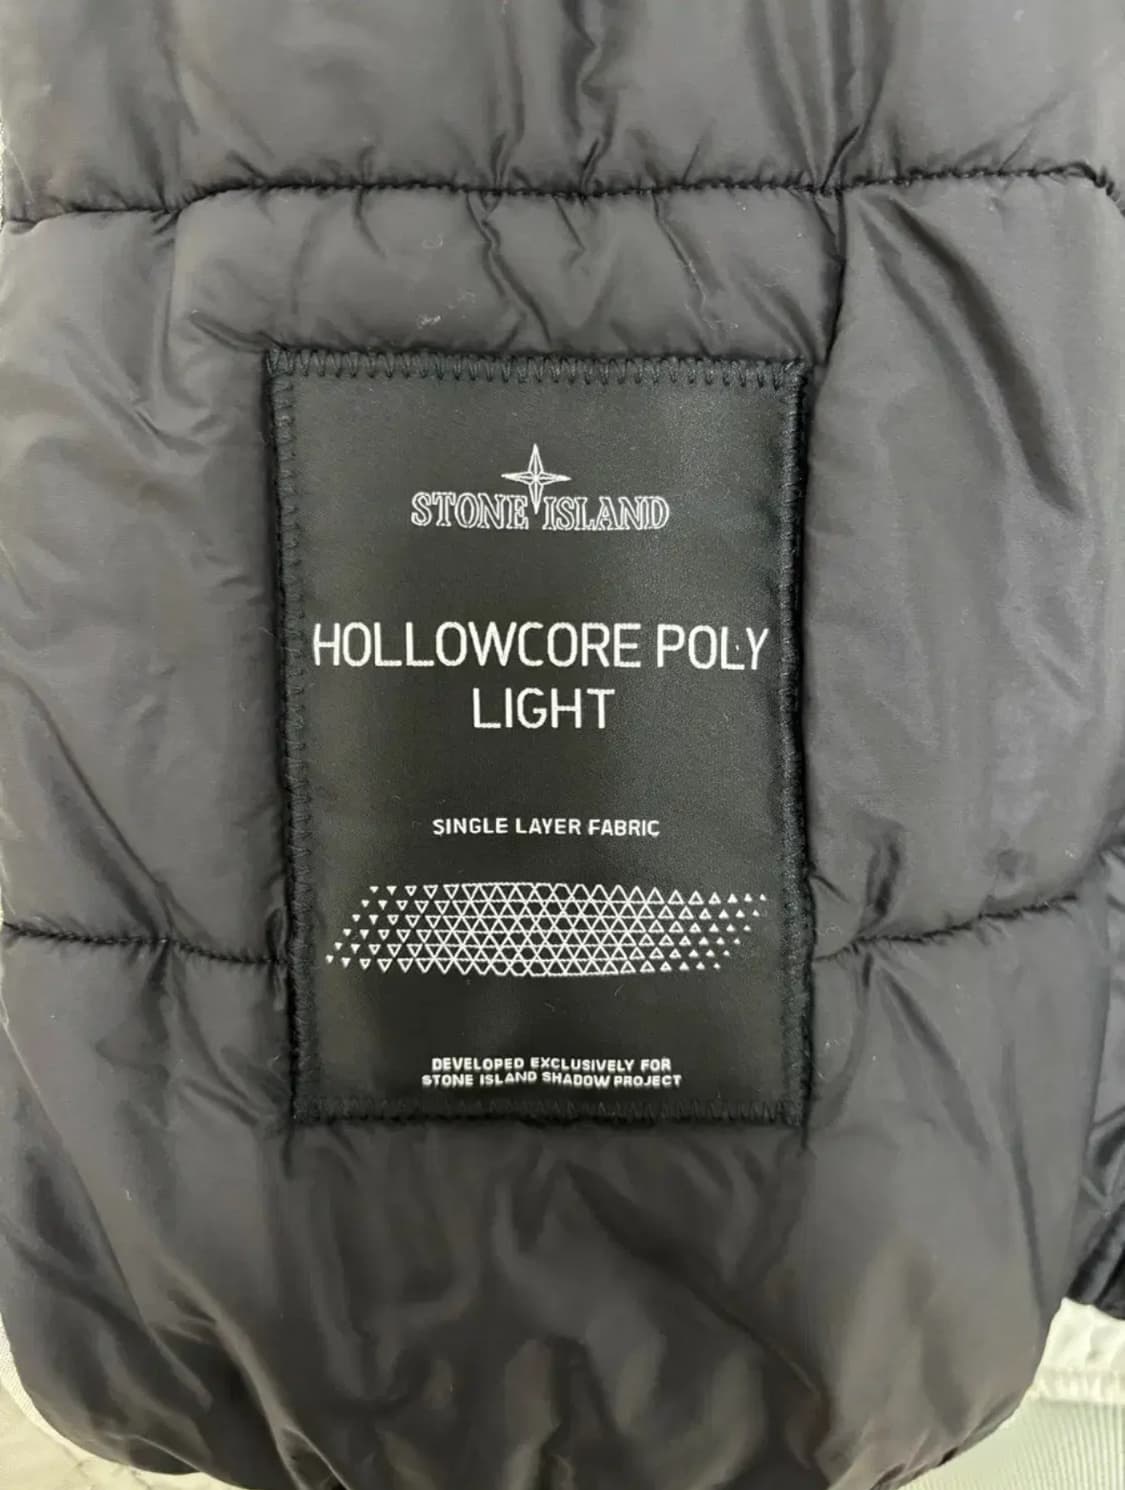 STONE ISLAND
HOLLOWCORE POLY
LIGHT
SINGLE LAYER FABRIC
DEVELOPED EXCLUSIVELY FOR
STONE ISLAND SHADOW PROJECT